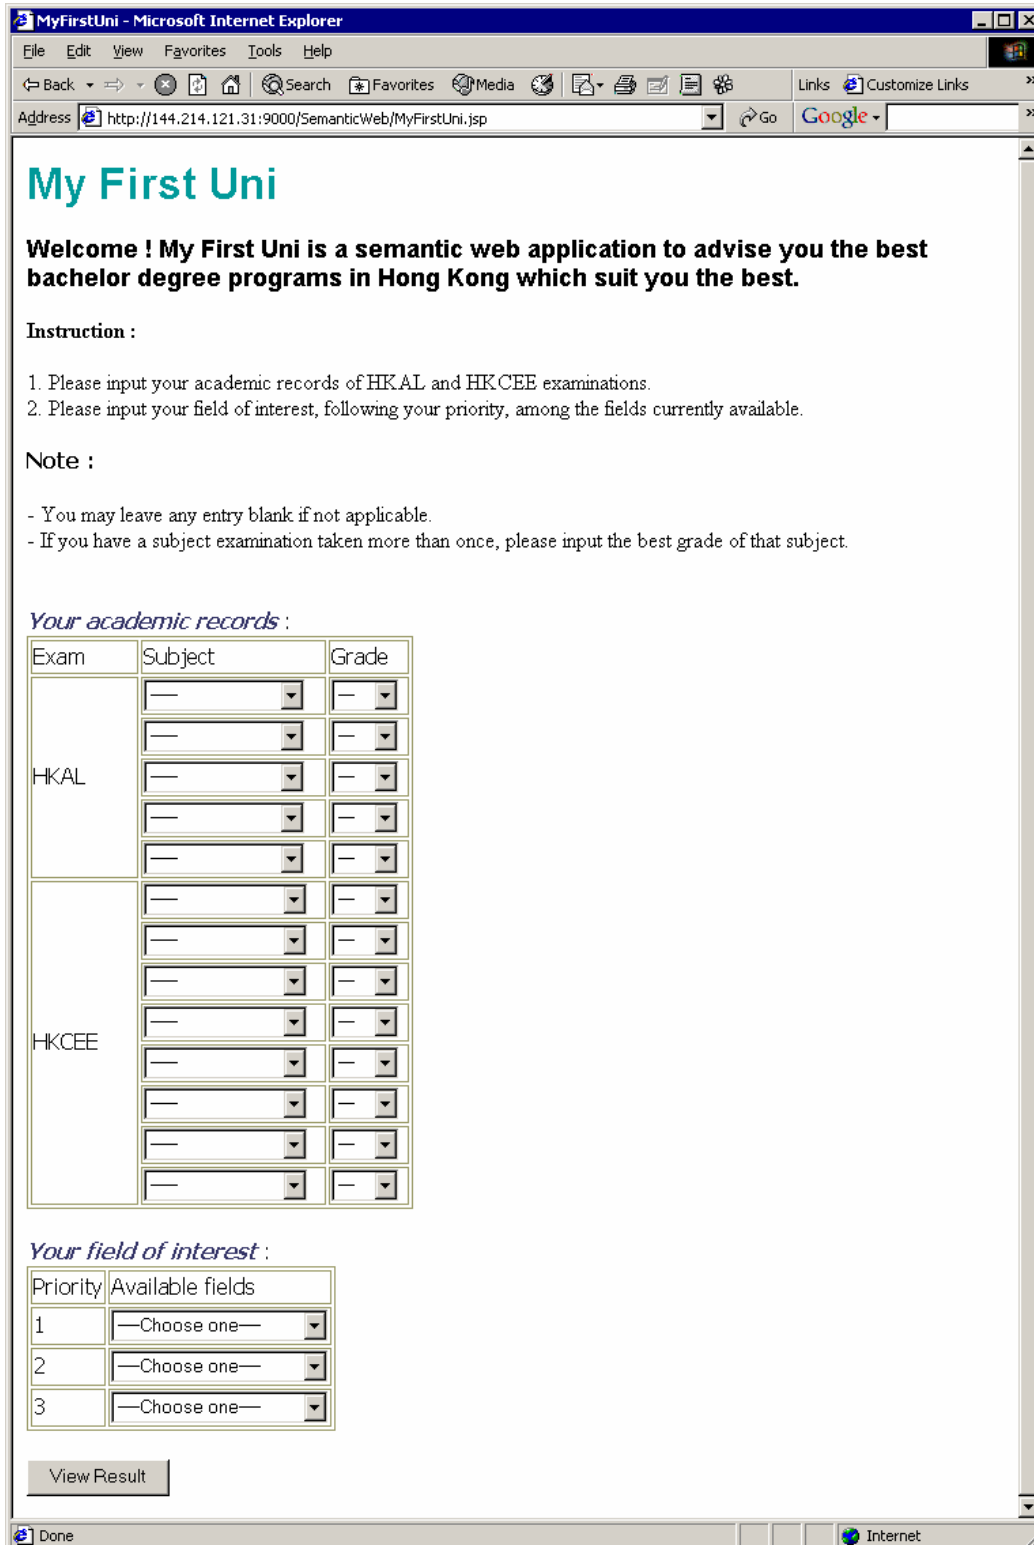 MyFirstUni - Microsoft Internet Explorer
File Edit View Favorites Tools Help
Back Search Favorites Media Links Customize Links »
Address http://144.214.121.31:9000/SemanticWeb/MyFirstUni.jsp Go Google »
My First Uni
Welcome ! My First Uni is a semantic web application to advise you the best
bachelor degree programs in Hong Kong which suit you the best.
Instruction :
1. Please input your academic records of HKAL and HKCEE examinations.
2. Please input your field of interest, following your priority, among the fields currently available.
Note :
- You may leave any entry blank if not applicable.
- If you have a subject examination taken more than once, please input the best grade of that subject.
Your academic records :
Exam Subject Grade
---- --
---- --
HKAL ---- --
---- --
---- --
---- --
---- --
---- --
---- --
HKCEE ---- --
---- --
---- --
---- --
Your field of interest :
Priority Available fields
1 ---Choose one---
2 ---Choose one---
3 ---Choose one---
View Result
Done Internet